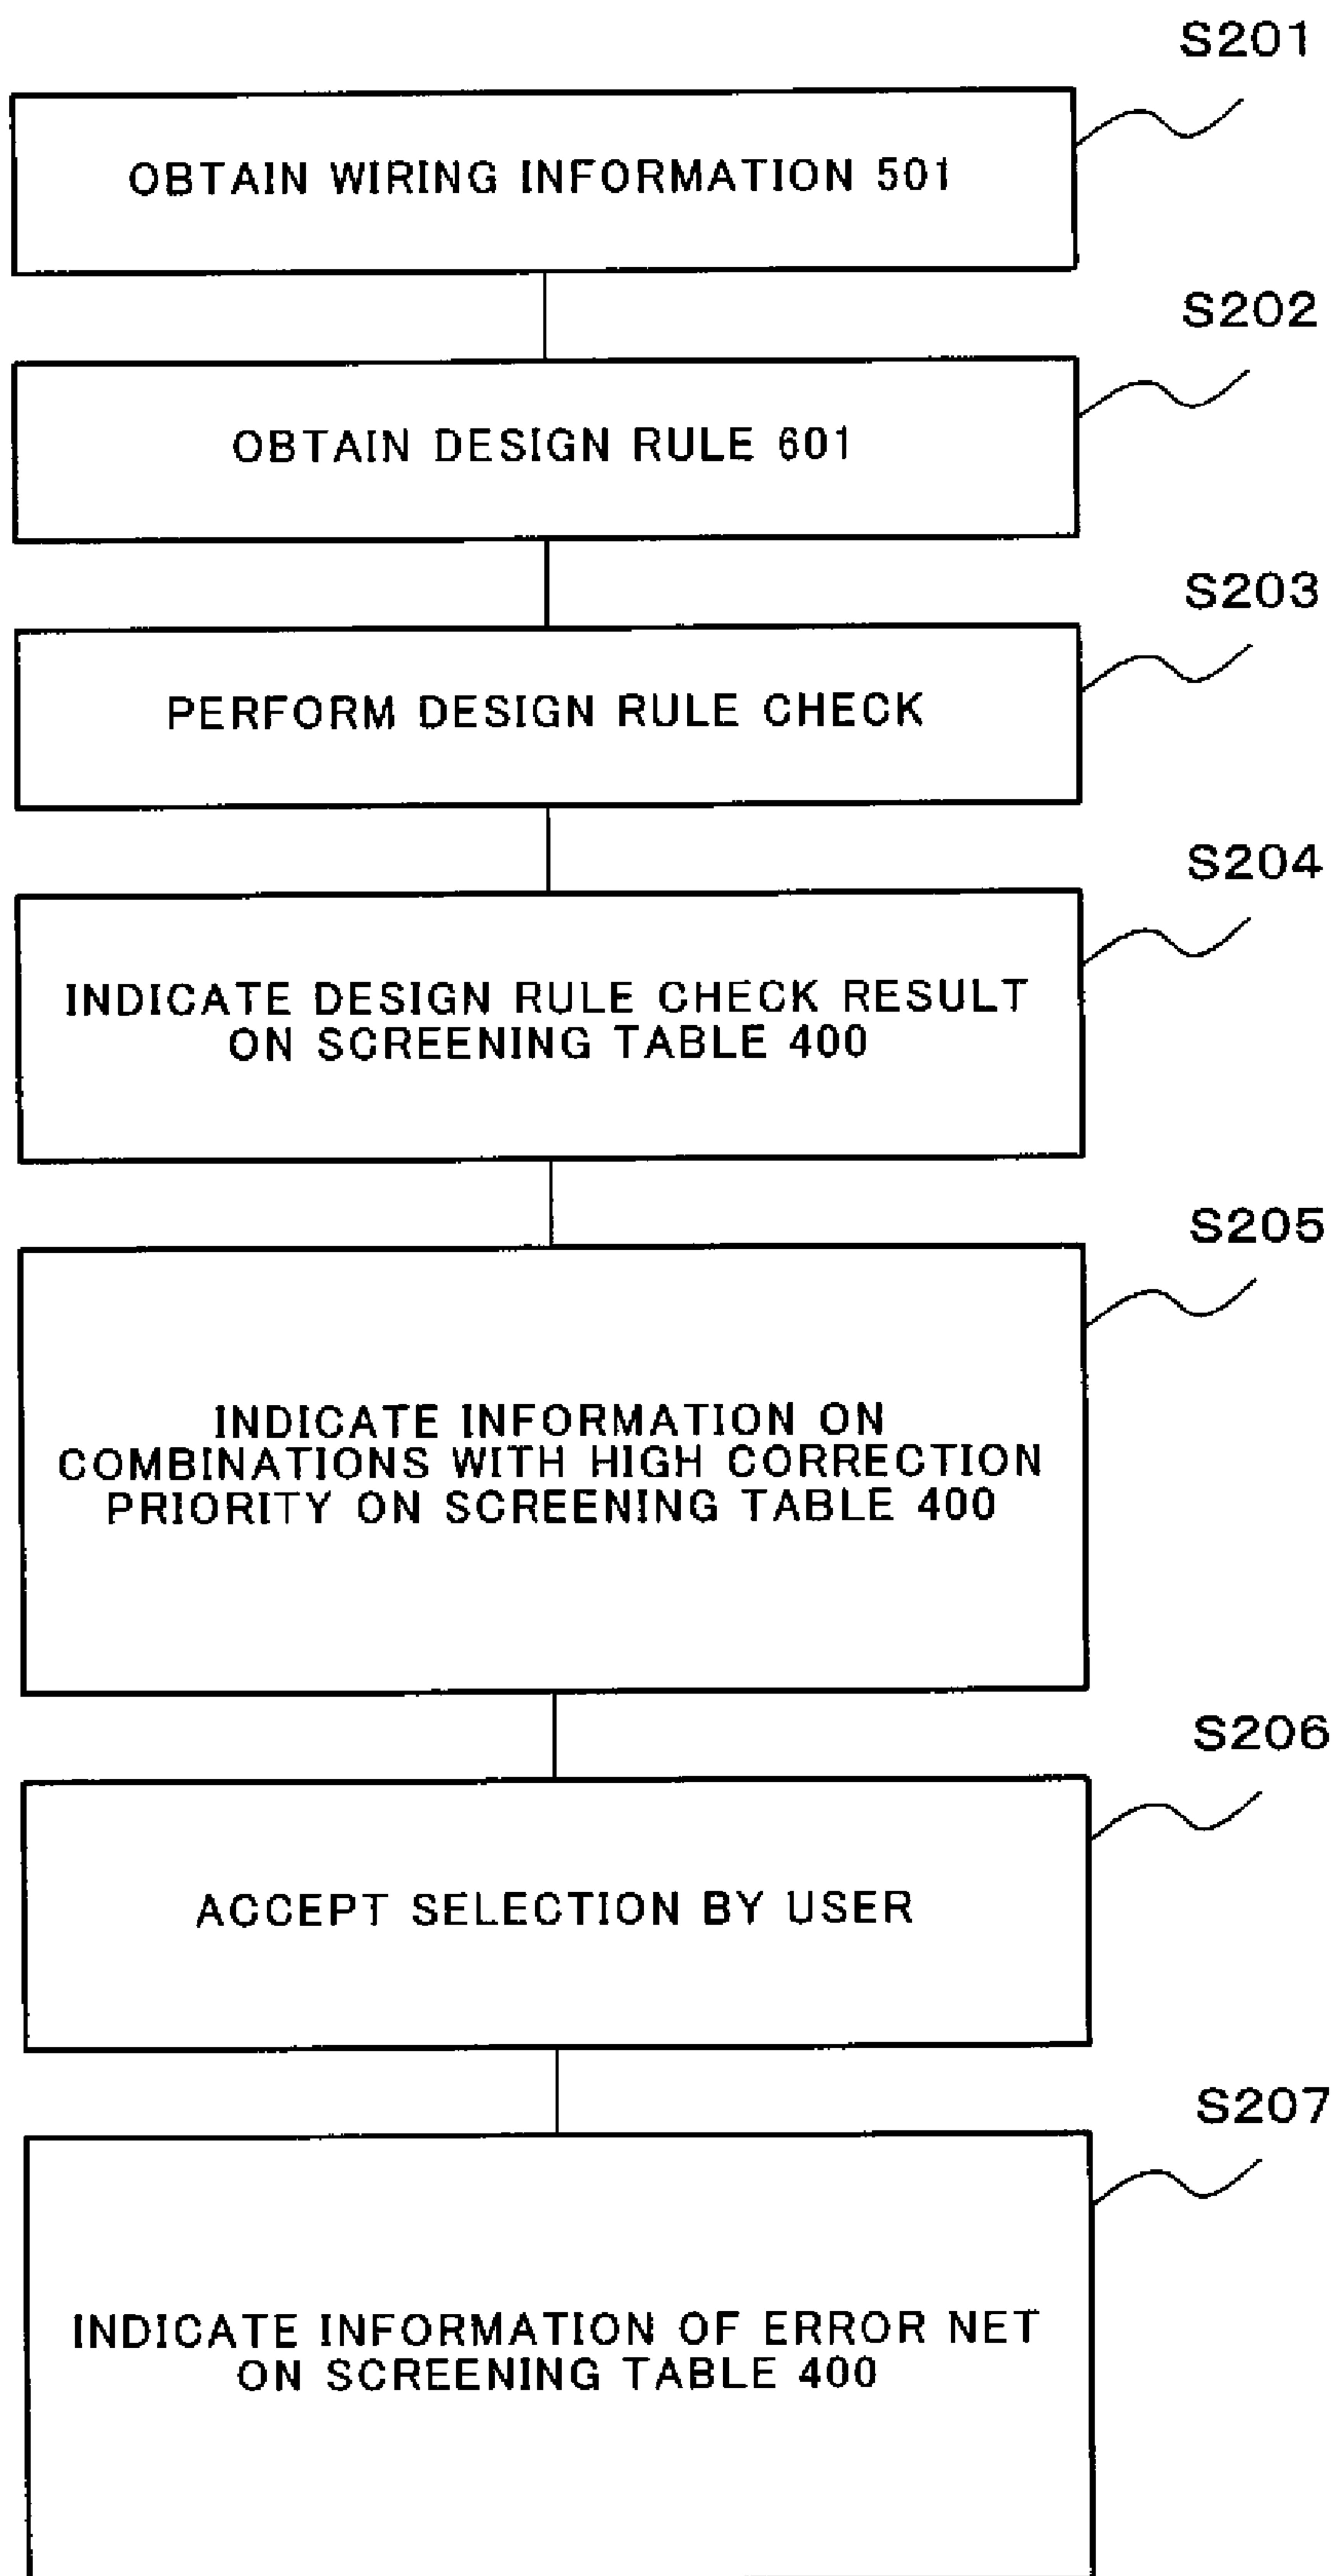 S201
OBTAIN WIRING INFORMATION 501
S202
OBTAIN DESIGN RULE 601
S203
PERFORM DESIGN RULE CHECK
S204
INDICATE DESIGN RULE CHECK RESULT
ON SCREENING TABLE 400
S205
INDICATE INFORMATION ON
COMBINATIONS WITH HIGH CORRECTION
PRIORITY ON SCREENING TABLE 400
S206
ACCEPT SELECTION BY USER
S207
INDICATE INFORMATION OF ERROR NET
ON SCREENING TABLE 400